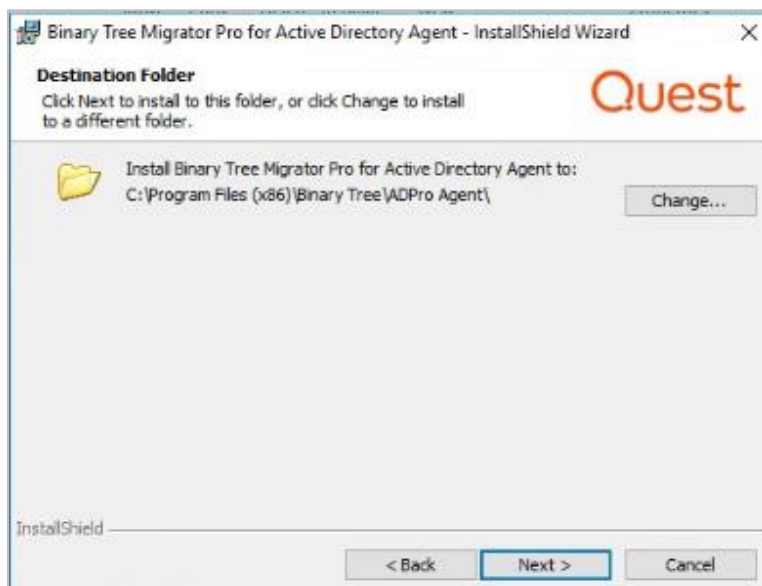 Binary Tree Migrator Pro for Active Directory Agent - InstallShield Wizard
Destination Folder
Click Next to install to this folder, or click Change to install
to a different folder.
Quest
Install Binary Tree Migrator Pro for Active Directory Agent to:
C:\Program Files (x86)\Binary Tree\ADPro Agent\
Change...
InstallShield
< Back
Next >
Cancel